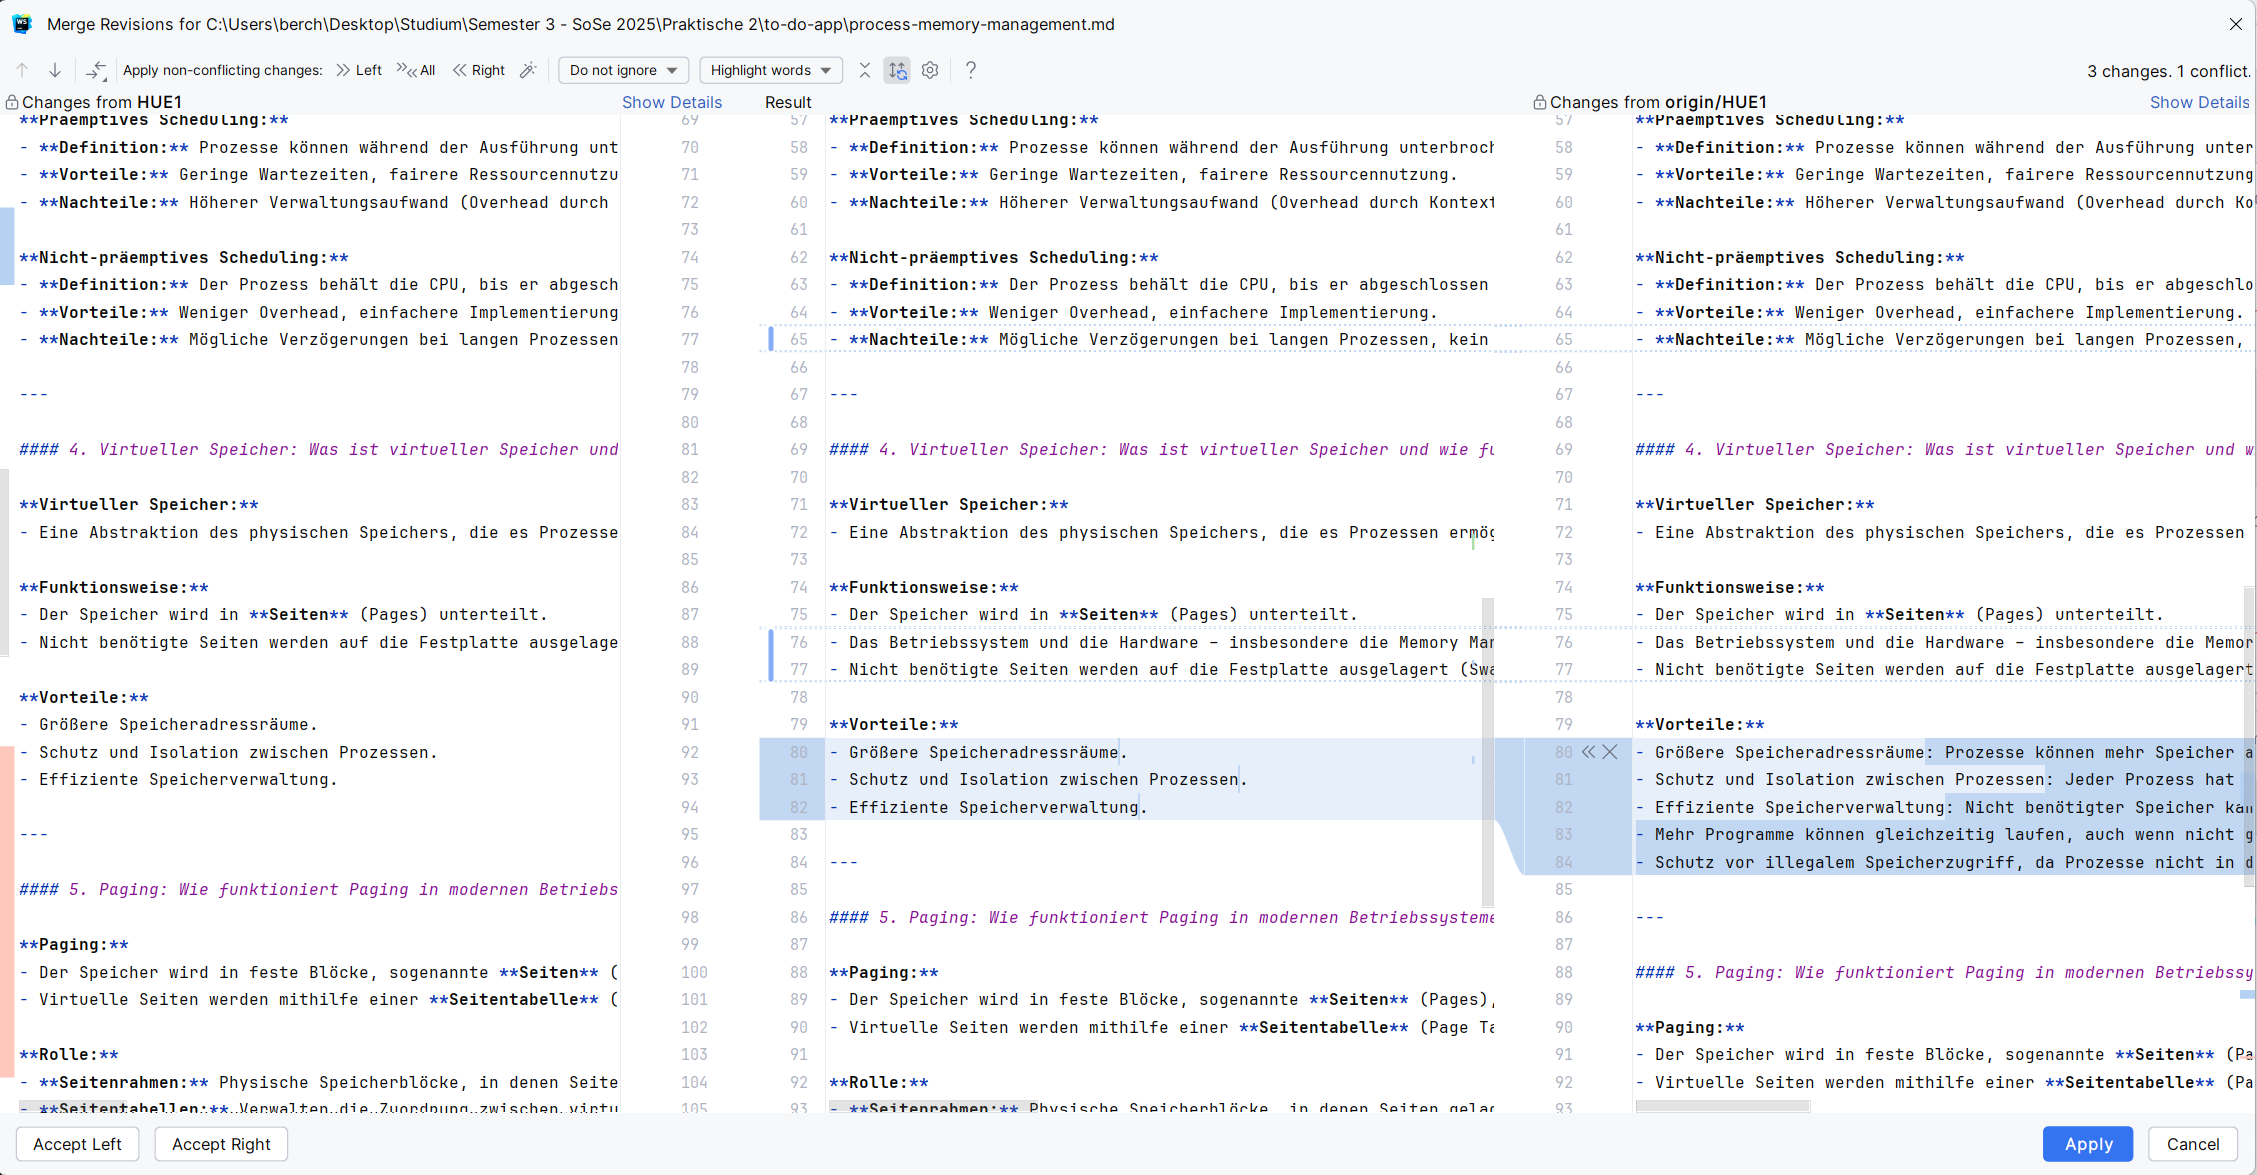 Merge Revisions for C:\Users\berch\Desktop\Studium\Semester 3 - SoSe 2025\Praktische 2\to-do-app\process-memory-management.md
Apply non-conflicting changes: Left All Right Do not ignore Highlight words ?
3 changes. 1 conflict.
Changes from HUE1 Show Details
**Präemptives Scheduling:** 69
- **Definition:** Prozesse können während der Ausführung unt 70
- **Vorteile:** Geringe Wartezeiten, fairere Ressourcennutzu 71
- **Nachteile:** Höherer Verwaltungsaufwand (Overhead durch 72
73
**Nicht-präemptives Scheduling:** 74
- **Definition:** Der Prozess behält die CPU, bis er abgesch 75
- **Vorteile:** Weniger Overhead, einfachere Implementierung 76
- **Nachteile:** Mögliche Verzögerungen bei langen Prozessen 77
78
--- 79
80
#### 4. Virtueller Speicher: Was ist virtueller Speicher und 81
82
**Virtueller Speicher:** 83
- Eine Abstraktion des physischen Speichers, die es Prozesse 84
85
**Funktionsweise:** 86
- Der Speicher wird in **Seiten** (Pages) unterteilt. 87
- Nicht benötigte Seiten werden auf die Festplatte ausgelage 88
89
**Vorteile:** 90
- Größere Speicheradressräume. 91
- Schutz und Isolation zwischen Prozessen. 92
- Effiziente Speicherverwaltung. 93
94
--- 95
96
#### 5. Paging: Wie funktioniert Paging in modernen Betriebs 97
98
**Paging:** 99
- Der Speicher wird in feste Blöcke, sogenannte **Seiten** ( 100
- Virtuelle Seiten werden mithilfe einer **Seitentabelle** ( 101
102
**Rolle:** 103
- **Seitenrahmen:** Physische Speicherblöcke, in denen Seite 104
- **Seitentabellen:** Verwalten die Zuordnung zwischen virtu 105
Result
57 **Präemptives Scheduling:**
58 - **Definition:** Prozesse können während der Ausführung unterbroch
59 - **Vorteile:** Geringe Wartezeiten, fairere Ressourcennutzung.
60 - **Nachteile:** Höherer Verwaltungsaufwand (Overhead durch Kontext
61
62 **Nicht-präemptives Scheduling:**
63 - **Definition:** Der Prozess behält die CPU, bis er abgeschlossen
64 - **Vorteile:** Weniger Overhead, einfachere Implementierung.
65 - **Nachteile:** Mögliche Verzögerungen bei langen Prozessen, kein
66
67 ---
68
69 #### 4. Virtueller Speicher: Was ist virtueller Speicher und wie fu
70
71 **Virtueller Speicher:**
72 - Eine Abstraktion des physischen Speichers, die es Prozessen ermög
73
74 **Funktionsweise:**
75 - Der Speicher wird in **Seiten** (Pages) unterteilt.
76 - Das Betriebssystem und die Hardware – insbesondere die Memory Man
77 - Nicht benötigte Seiten werden auf die Festplatte ausgelagert (Swa
78
79 **Vorteile:**
80 - Größere Speicheradressräume.
81 - Schutz und Isolation zwischen Prozessen.
82 - Effiziente Speicherverwaltung.
83
84 ---
85
86 #### 5. Paging: Wie funktioniert Paging in modernen Betriebssysteme
87
88 **Paging:**
89 - Der Speicher wird in feste Blöcke, sogenannte **Seiten** (Pages),
90 - Virtuelle Seiten werden mithilfe einer **Seitentabelle** (Page Ta
91
92 **Rolle:**
93 - **Seitenrahmen:** Physische Speicherblöcke, in denen Seiten gelag
Changes from origin/HUE1 Show Details
57 **Präemptives Scheduling:**
58 - **Definition:** Prozesse können während der Ausführung unter
59 - **Vorteile:** Geringe Wartezeiten, fairere Ressourcennutzung
60 - **Nachteile:** Höherer Verwaltungsaufwand (Overhead durch Ko
61
62 **Nicht-präemptives Scheduling:**
63 - **Definition:** Der Prozess behält die CPU, bis er abgeschlo
64 - **Vorteile:** Weniger Overhead, einfachere Implementierung.
65 - **Nachteile:** Mögliche Verzögerungen bei langen Prozessen,
66
67 ---
68
69 #### 4. Virtueller Speicher: Was ist virtueller Speicher und w
70
71 **Virtueller Speicher:**
72 - Eine Abstraktion des physischen Speichers, die es Prozessen
73
74 **Funktionsweise:**
75 - Der Speicher wird in **Seiten** (Pages) unterteilt.
76 - Das Betriebssystem und die Hardware – insbesondere die Memor
77 - Nicht benötigte Seiten werden auf die Festplatte ausgelagert
78
79 **Vorteile:**
80 - Größere Speicheradressräume: Prozesse können mehr Speicher a
81 - Schutz und Isolation zwischen Prozessen: Jeder Prozess hat
82 - Effiziente Speicherverwaltung: Nicht benötigter Speicher kan
83 - Mehr Programme können gleichzeitig laufen, auch wenn nicht g
84 - Schutz vor illegalem Speicherzugriff, da Prozesse nicht in d
85
86 ---
87
88 #### 5. Paging: Wie funktioniert Paging in modernen Betriebssy
89
90 **Paging:**
91 - Der Speicher wird in feste Blöcke, sogenannte **Seiten** (Pa
92 - Virtuelle Seiten werden mithilfe einer **Seitentabelle** (Pa
93
Accept Left Accept Right Apply Cancel